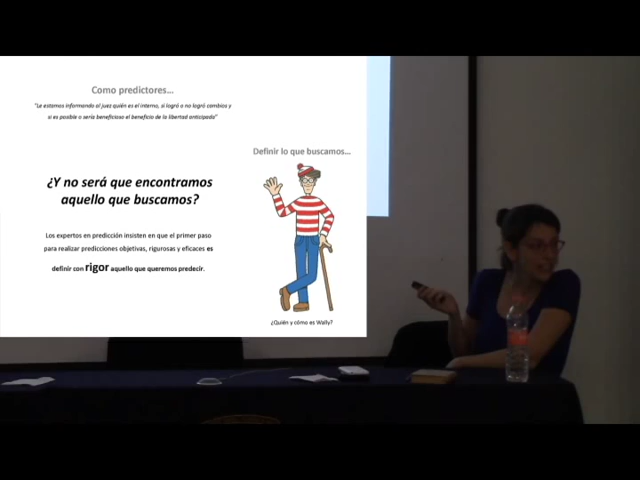 Como predictores...
"Le estamos informando al juez quién es el interno, si logró o no logró cambios y
si es posible o sería beneficioso el beneficio de la libertad anticipada"
Definir lo que buscamos...
¿Y no será que encontramos
aquello que buscamos?
Los expertos en predicción insisten en que el primer paso
para realizar predicciones objetivas, rigurosas y eficaces es
definir con rigor aquello que queremos predecir.
¿Quién y cómo es Wally?